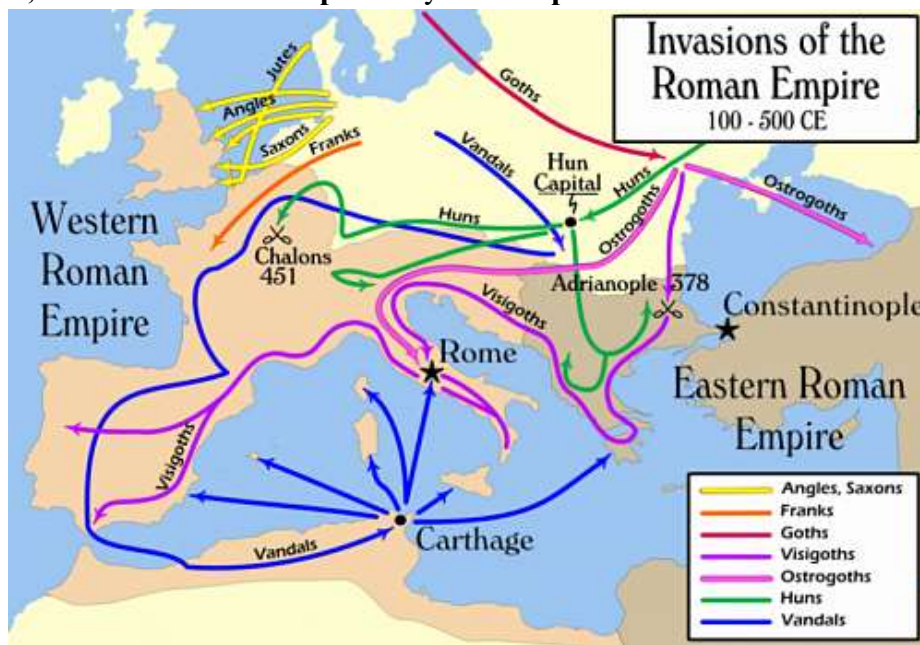 Invasions of the
Roman Empire
100 - 500 CE
Jutes
Angles
Saxons
Franks
Goths
Vandals
Hun
Capital
Huns
Ostrogoths
Ostrogoths
Huns
Western
Roman
Empire
Chalons
451
Adrianople 378
Visigoths
Constantinople
Rome
Eastern Roman
Empire
Visigoths
Carthage
Vandals
Angles, Saxons
Franks
Goths
Visigoths
Ostrogoths
Huns
Vandals